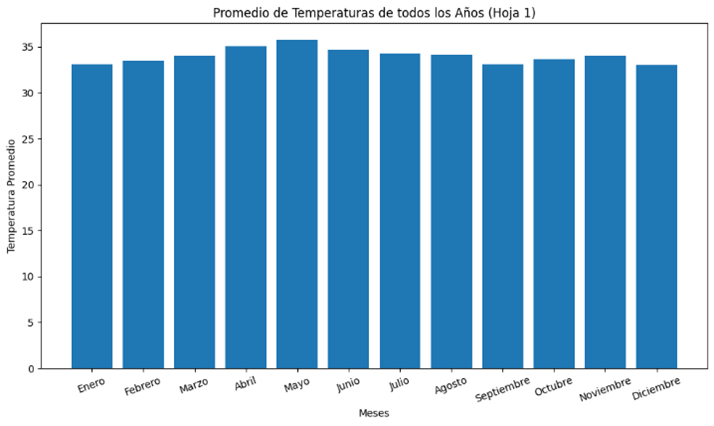 Promedio de Temperaturas de todos los Años (Hoja 1)
Temperatura Promedio
35
30
25
20
15
10
5
0
Enero Febrero Marzo Abril Mayo Junio Julio Agosto Septiembre Octubre Noviembre Diciembre
Meses